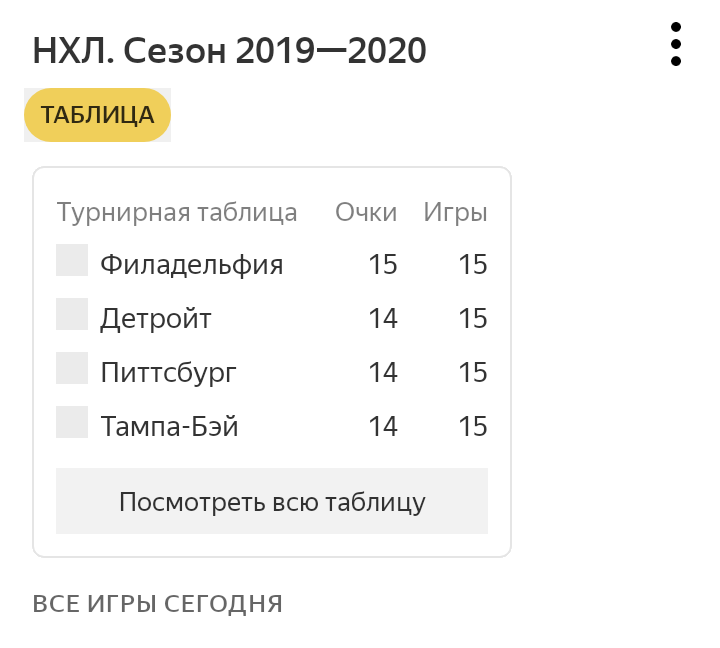 НХЛ. Сезон 2019—2020
ТАБЛИЦА
Турнирная таблица Очки Игры
Филадельфия 15 15
Детройт 14 15
Питтсбург 14 15
Тампа-Бэй 14 15
Посмотреть всю таблицу
ВСЕ ИГРЫ СЕГОДНЯ